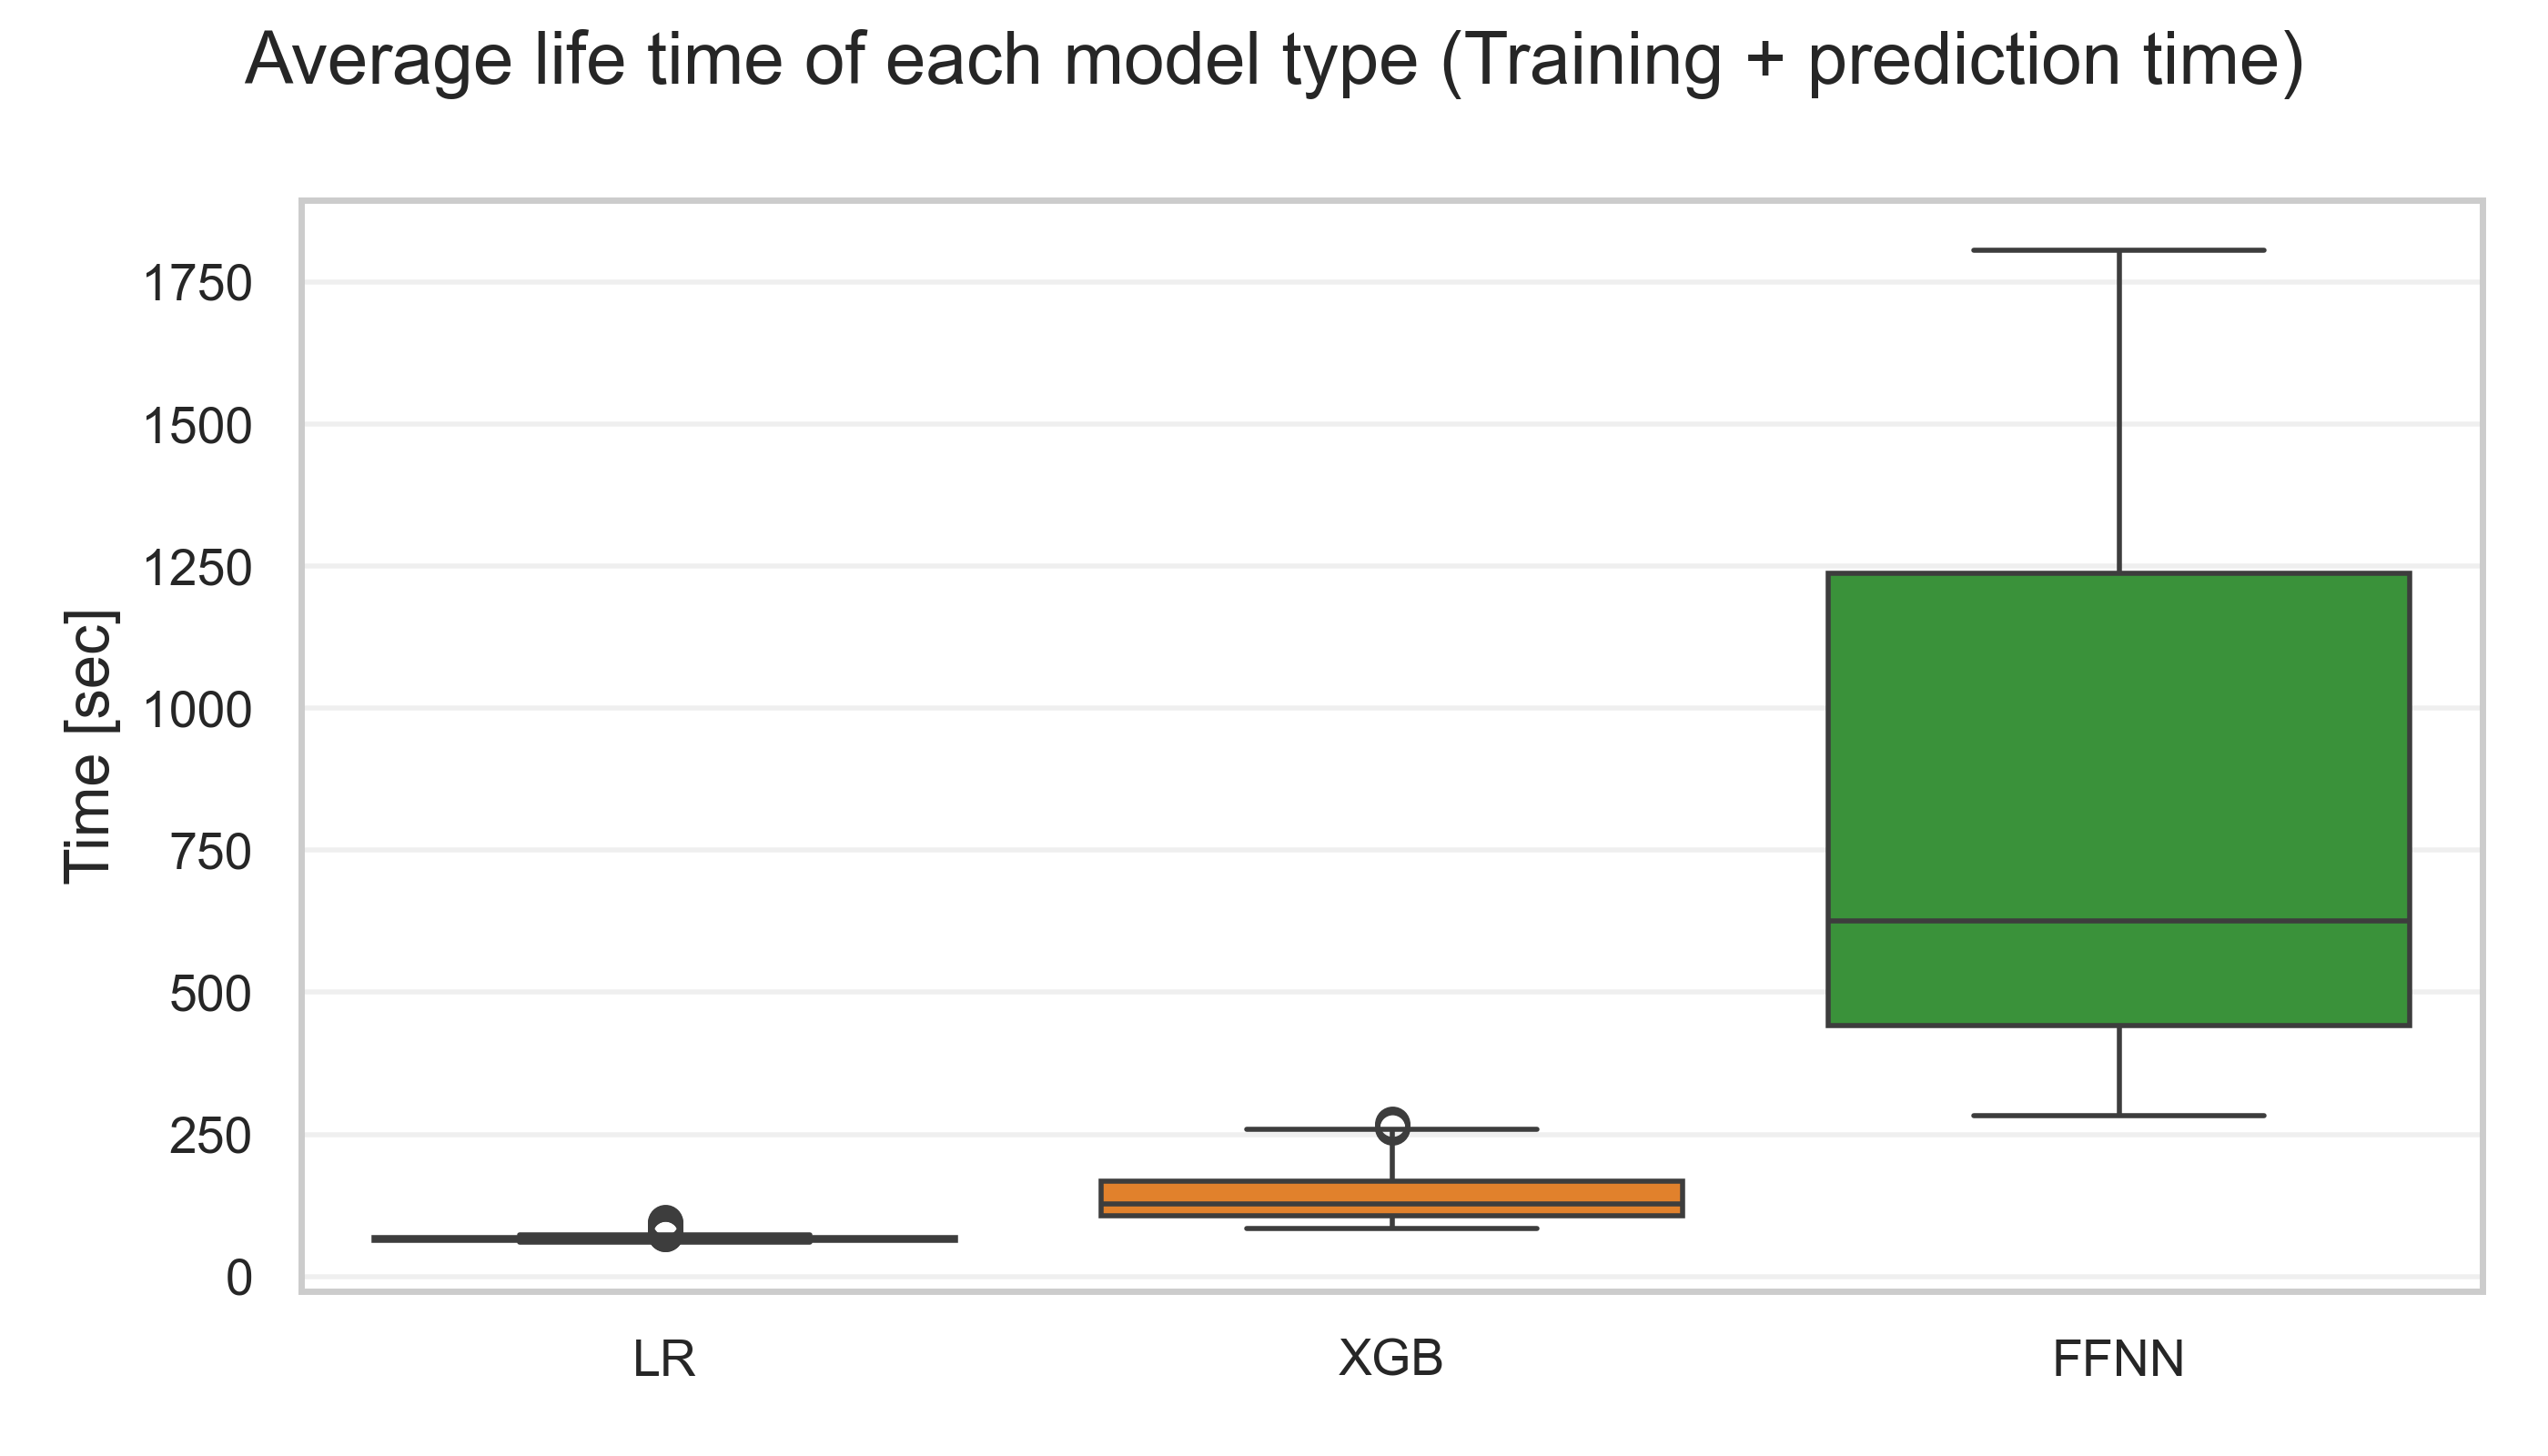 Average life time of each model type (Training + prediction time)
Time [sec]
1750
1500
1250
1000
750
500
250
0
LR
XGB
FFNN